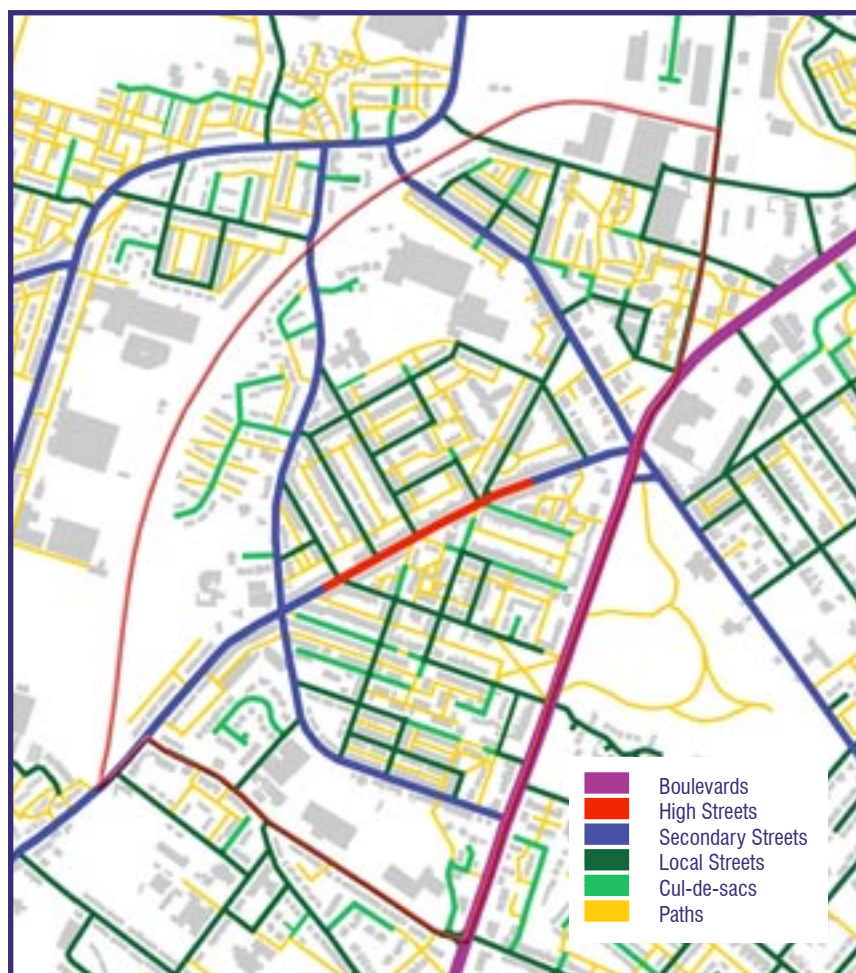 Boulevards
High Streets
Secondary Streets
Local Streets
Cul-de-sacs
Paths